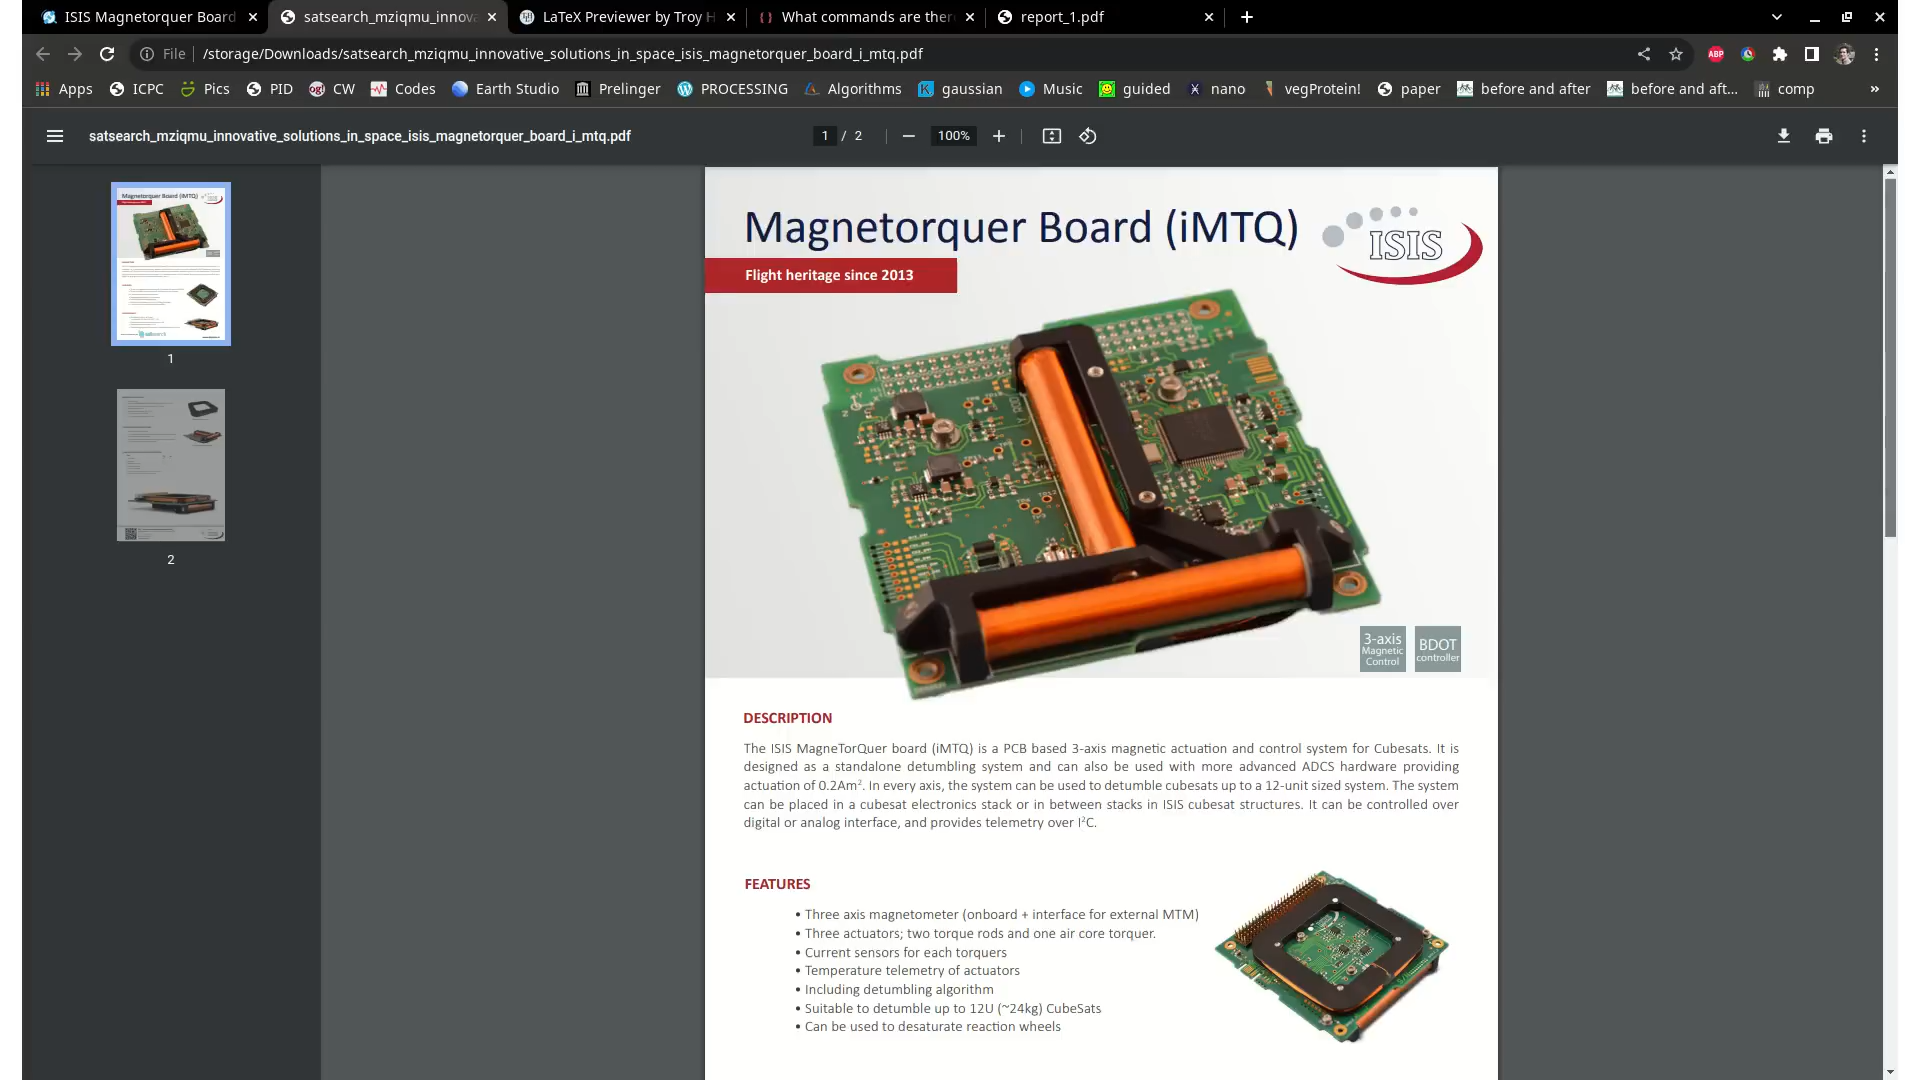 ISIS Magnetorquer Board
satsearch_mziqmu_innova
LaTeX Previewer by Troy H
What commands are ther
report_1.pdf
File
/storage/Downloads/satsearch_mziqmu_innovative_solutions_in_space_isis_magnetorquer_board_i_mtq.pdf
ABP
Apps
ICPC
Pics
PID
CW
Codes
Earth Studio
Prelinger
PROCESSING
Algorithms
gaussian
Music
guided
nano
vegProtein!
paper
before and after
before and aft...
comp
»
satsearch_mziqmu_innovative_solutions_in_space_isis_magnetorquer_board_i_mtq.pdf
1 / 2
100%
Magnetorquer Board (iMTQ)
1
2
Magnetorquer Board (iMTQ)
ISIS
Flight heritage since 2013
3-axis
Magnetic
Control
BDOT
controller
DESCRIPTION
The ISIS MagneTorQuer board (iMTQ) is a PCB based 3-axis magnetic actuation and control system for Cubesats. It is
designed as a standalone detumbling system and can also be used with more advanced ADCS hardware providing
actuation of 0.2Am². In every axis, the system can be used to detumble cubesats up to a 12-unit sized system. The system
can be placed in a cubesat electronics stack or in between stacks in ISIS cubesat structures. It can be controlled over
digital or analog interface, and provides telemetry over I²C.
FEATURES
• Three axis magnetometer (onboard + interface for external MTM)
• Three actuators; two torque rods and one air core torquer.
• Current sensors for each torquers
• Temperature telemetry of actuators
• Including detumbling algorithm
• Suitable to detumble up to 12U (~24kg) CubeSats
• Can be used to desaturate reaction wheels